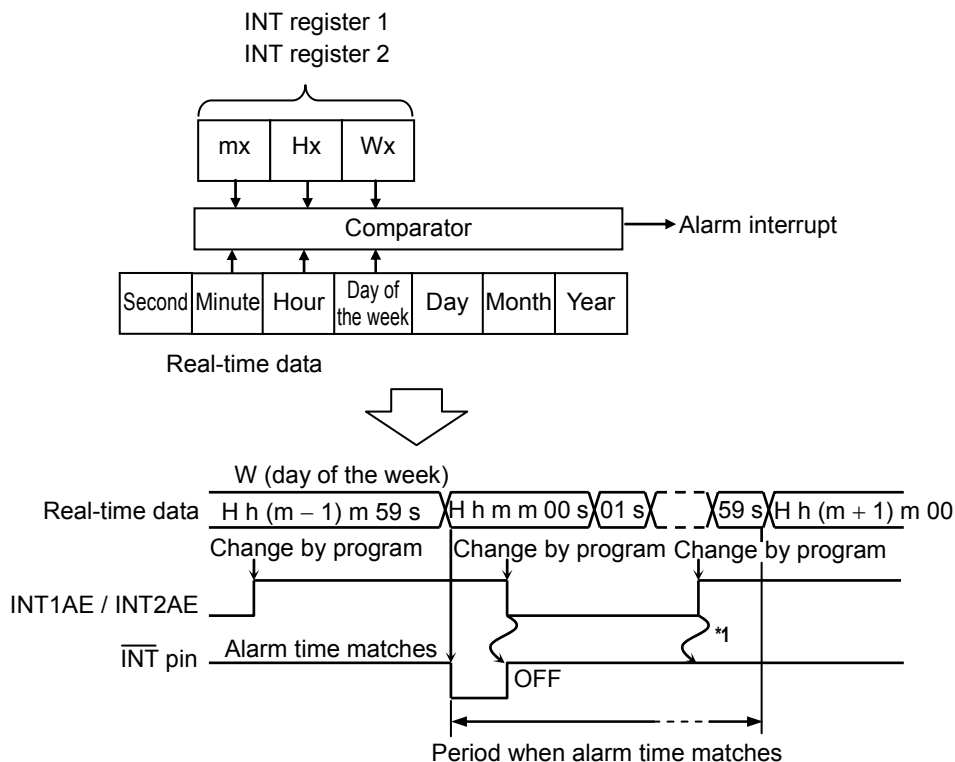 INT register 1
INT register 2
mx Hx Wx
Comparator
Alarm interrupt
Second Minute Hour Day of the week Day Month Year
Real-time data
W (day of the week)
Real-time data H h (m − 1) m 59 s H h m m 00 s 01 s 59 s H h (m + 1) m 00
Change by program Change by program Change by program
INT1AE / INT2AE
*1
INT pin Alarm time matches
OFF
Period when alarm time matches